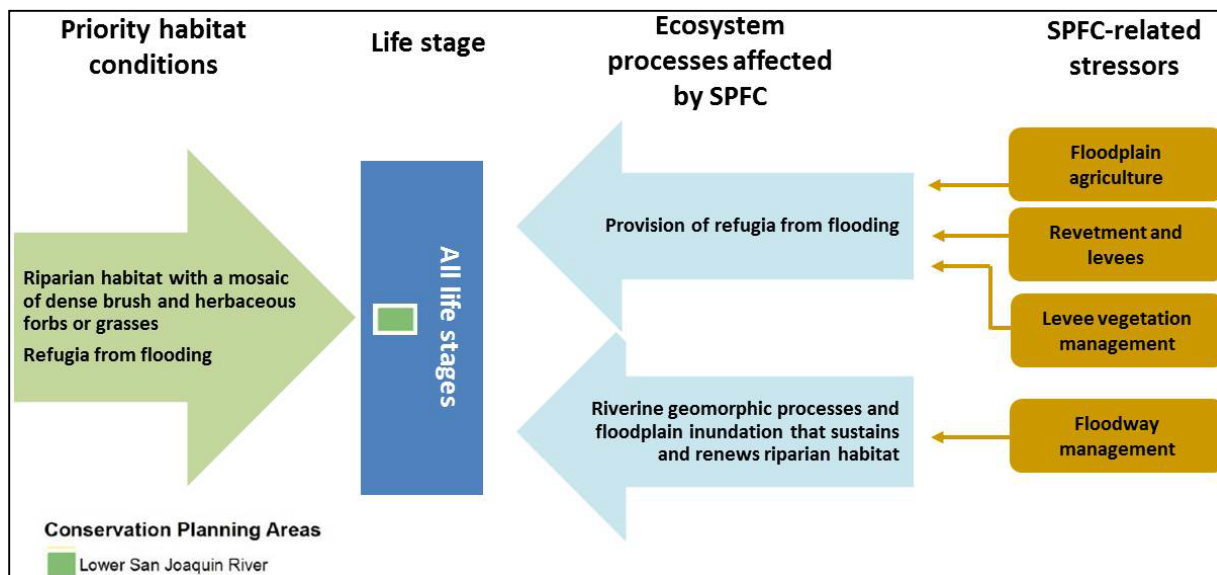 Priority habitat
conditions
Life stage
Ecosystem
processes affected
by SPFC
SPFC-related
stressors
Riparian habitat with a mosaic
of dense brush and herbaceous
forbs or grasses
Refugia from flooding
All life stages
Provision of refugia from flooding
Riverine geomorphic processes and
floodplain inundation that sustains
and renews riparian habitat
Floodplain
agriculture
Revetment and
levees
Levee vegetation
management
Floodway
management
Conservation Planning Areas
Lower San Joaquin River